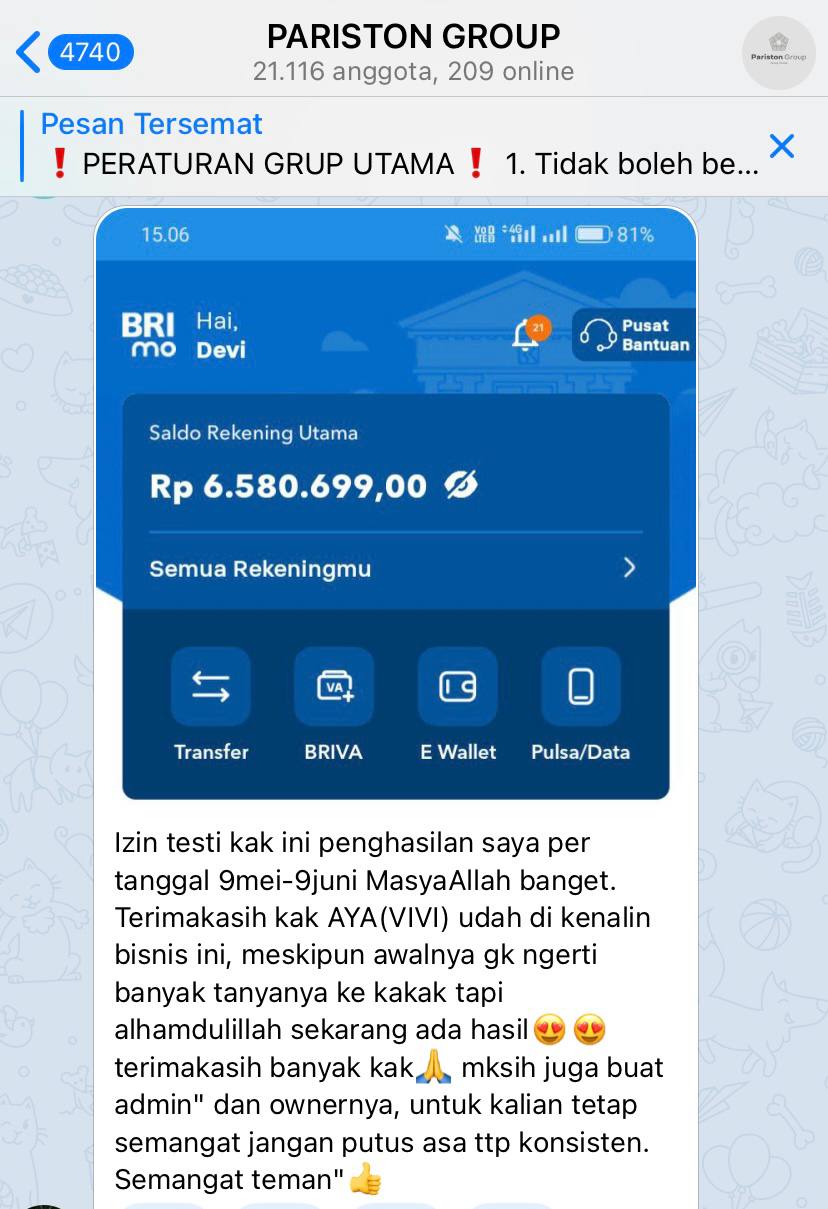 4740
PARISTON GROUP
21.116 anggota, 209 online
Pariston Group
Pesan Tersemat
❗ PERATURAN GRUP UTAMA ❗ 1. Tidak boleh be...
15.06
4G 81%
BRI
mo
Hai,
Devi
21
Pusat
Bantuan
Saldo Rekening Utama
Rp 6.580.699,00
Semua Rekeningmu
VA
Transfer BRIVA E Wallet Pulsa/Data
Izin testi kak ini penghasilan saya per
tanggal 9mei-9juni MasyaAllah banget.
Terimakasih kak AYA(VIVI) udah di kenalin
bisnis ini, meskipun awalnya gk ngerti
banyak tanyanya ke kakak tapi
alhamdulillah sekarang ada hasil😍😍
terimakasih banyak kak🙏 mksih juga buat
admin" dan ownernya, untuk kalian tetap
semangat jangan putus asa ttp konsisten.
Semangat teman"👍